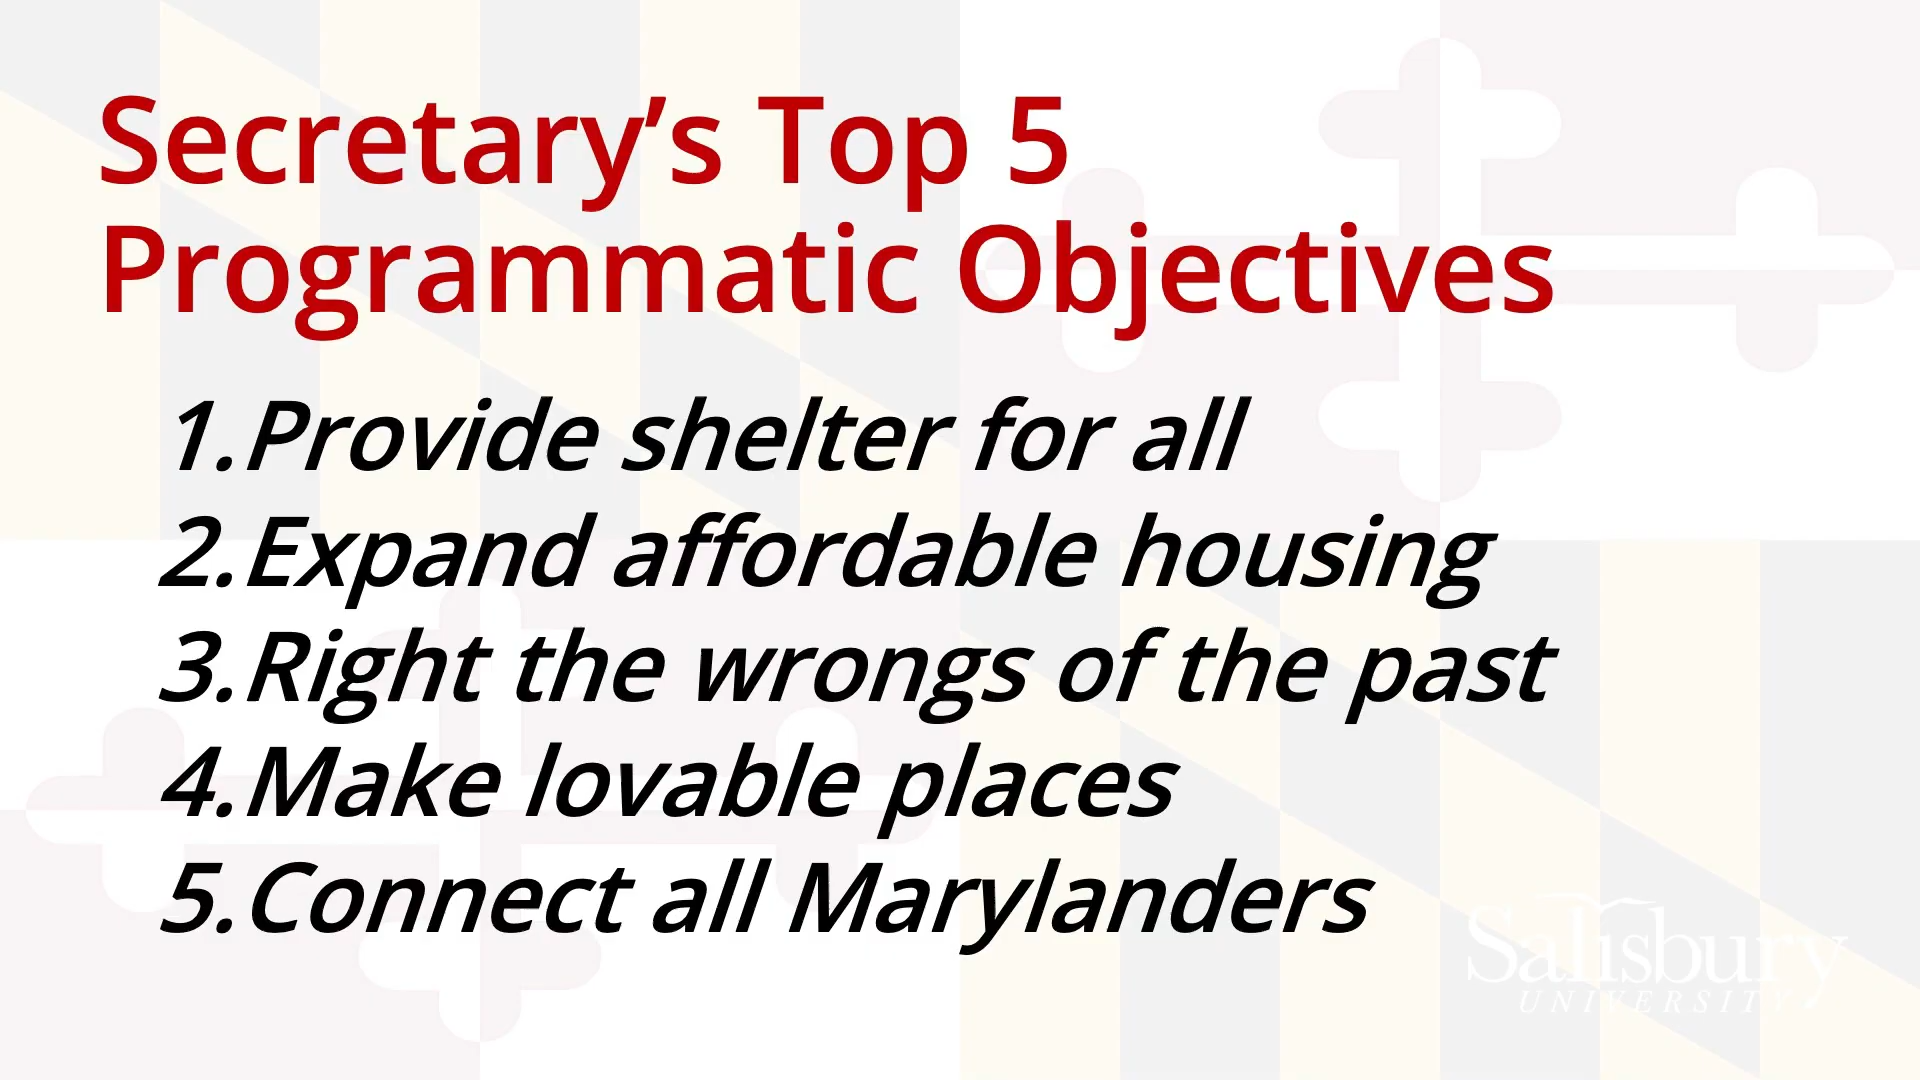 Secretary’s Top 5
Programmatic Objectives
1.Provide shelter for all
2.Expand affordable housing
3.Right the wrongs of the past
4.Make lovable places
5.Connect all Marylanders
Salisbury
UNIVERSITY